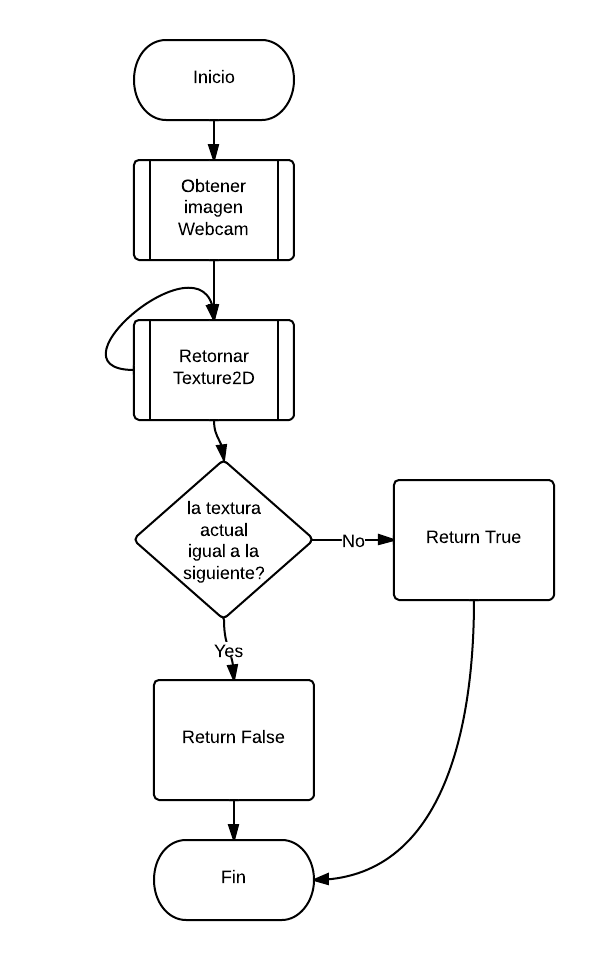 Inicio
Obtener
imagen
Webcam
Retornar
Texture2D
la textura
actual
igual a la
siguiente?
No
Return True
Yes
Return False
Fin